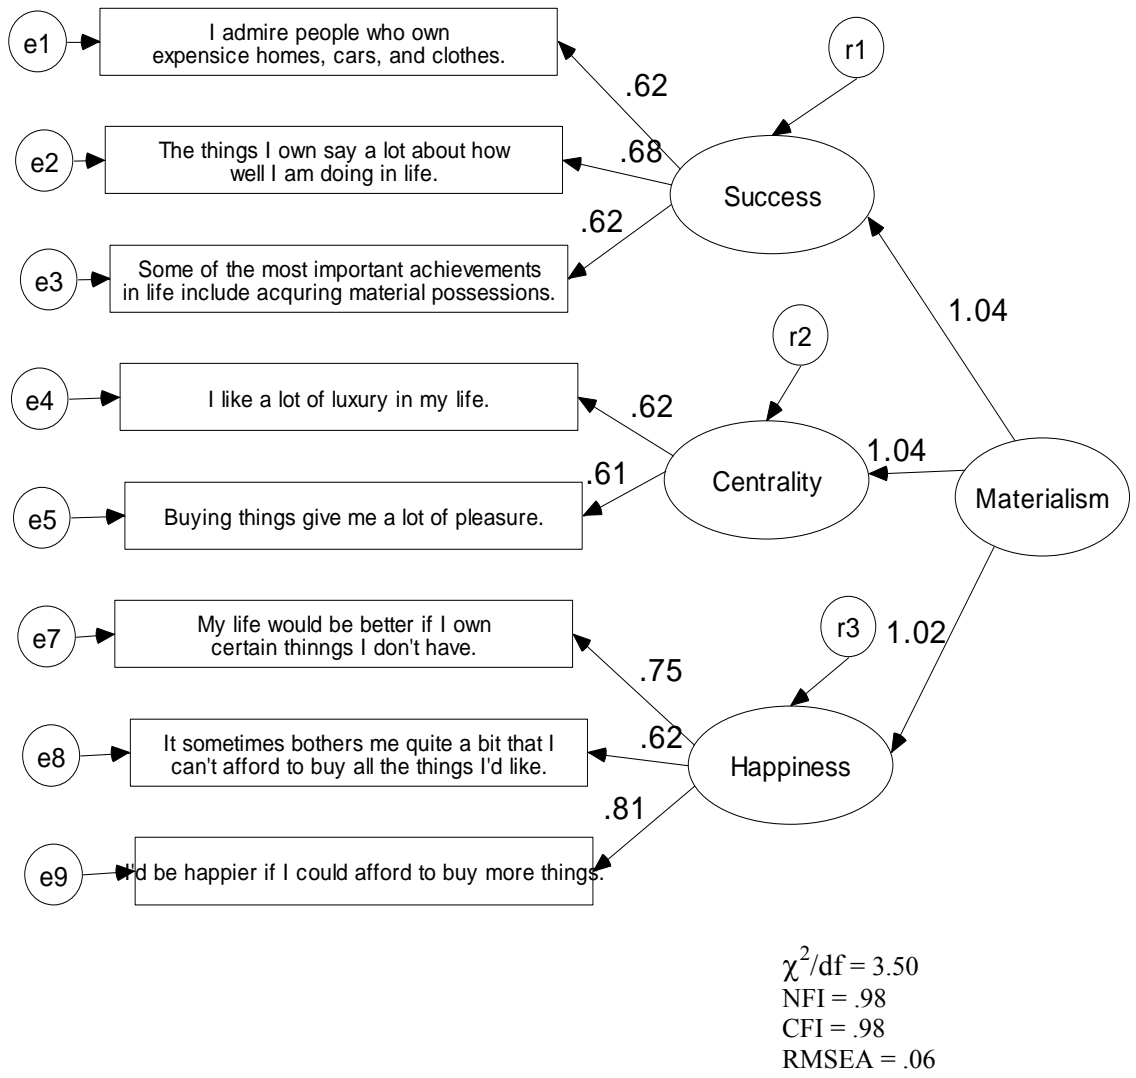 e1
I admire people who own
expensice homes, cars, and clothes.
r1
.62
e2
The things I own say a lot about how
well I am doing in life.
.68
Success
.62
e3
Some of the most important achievements
in life include acquring material possessions.
1.04
r2
e4
I like a lot of luxury in my life.
.62
1.04
Centrality
Materialism
.61
e5
Buying things give me a lot of pleasure.
e7
My life would be better if I own
certain thinngs I don't have.
r3
1.02
.75
e8
It sometimes bothers me quite a bit that I
can't afford to buy all the things I'd like.
.62
Happiness
.81
e9
I'd be happier if I could afford to buy more things.
χ²/df = 3.50
NFI = .98
CFI = .98
RMSEA = .06